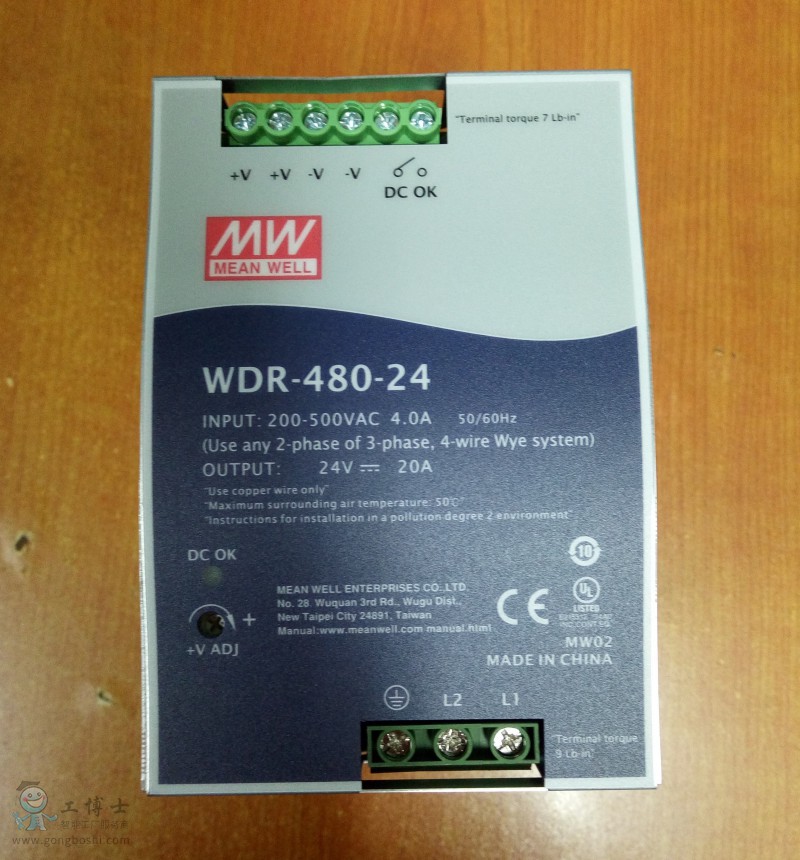 "Terminal torque 7 Lb-in"
+V +V -V -V
DC OK
MW
MEAN WELL
WDR-480-24
INPUT: 200-500VAC 4.0A 50/60Hz
(Use any 2-phase of 3-phase, 4-wire Wye system)
OUTPUT: 24V 20A
"Use copper wire only"
"Maximum surrounding air temperature: 50℃"
"Instructions for installation in a pollution degree 2 environment"
DC OK
10
MEAN WELL ENTERPRISES CO.,LTD.
No. 28, Wuquan 3rd Rd., Wugu Dist.,
New Taipei City 24891, Taiwan
Manual:www.meanwell.com/manual.html
CE
UL
LISTED
IND.CONT.EQ.
+
+V ADJ
MW02
MADE IN CHINA
L2 L1
"Terminal torque
9 Lb-in"
工博士
www.gongboshi.com